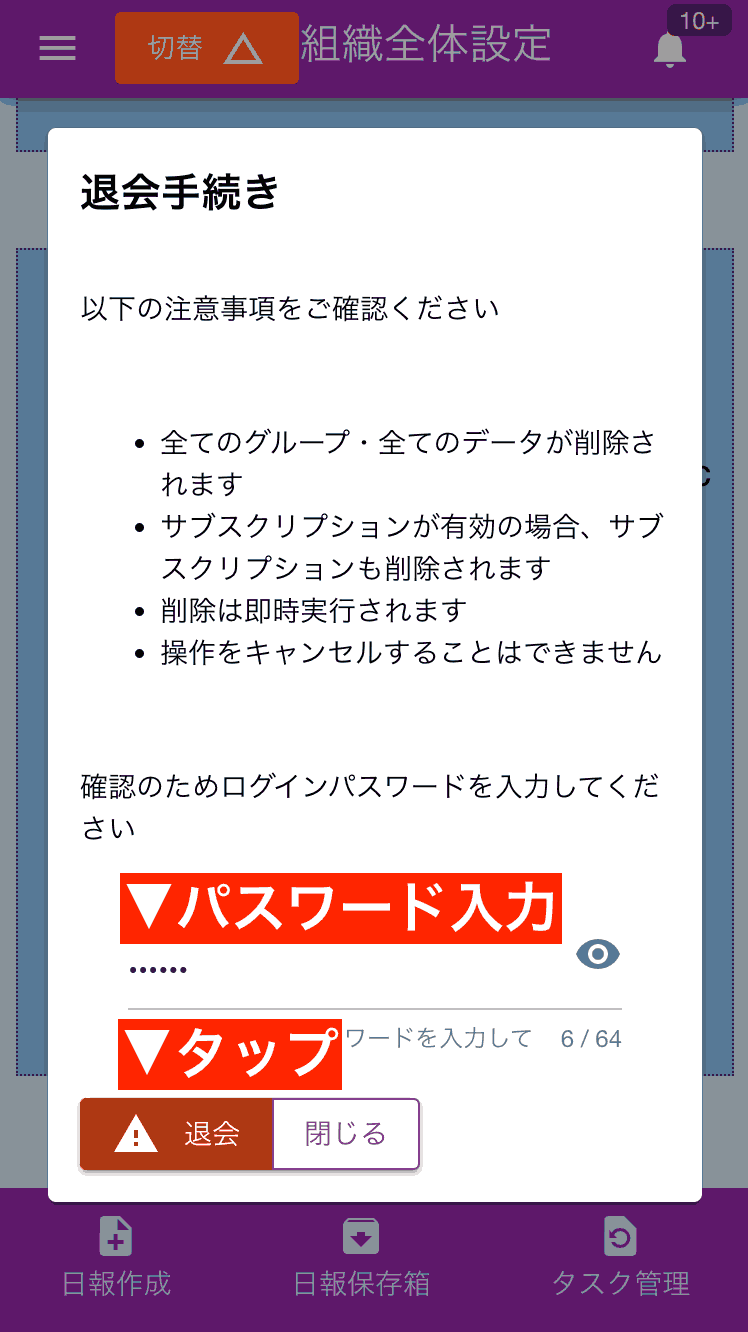 10+
切替
組織全体設定
退会手続き
以下の注意事項をご確認ください
• 全てのグループ・全てのデータが削除さ
れます
• サブスクリプションが有効の場合、サブ
スクリプションも削除されます
• 削除は即時実行されます
• 操作をキャンセルすることはできません
確認のためログインパスワードを入力してくだ
さい
▼パスワード入力
••••••
▼タップ
ワードを入力して 6 / 64
退会 閉じる
日報作成 日報保存箱 タスク管理